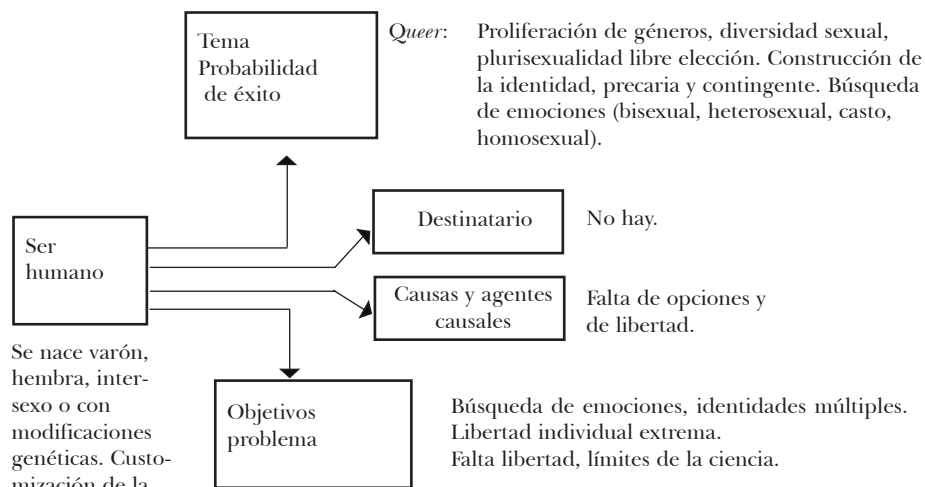 Tema
Probabilidad
de éxito
Queer: Proliferación de géneros, diversidad sexual,
plurisexualidad libre elección. Construcción de
la identidad, precaria y contingente. Búsqueda
de emociones (bisexual, heterosexual, casto,
homosexual).
Destinatario
No hay.
Ser
humano
Causas y agentes
causales
Falta de opciones y
de libertad.
Se nace varón,
hembra, inter-
sexo o con
modificaciones
genéticas. Custo-
mización de la
Objetivos
problema
Búsqueda de emociones, identidades múltiples.
Libertad individual extrema.
Falta libertad, límites de la ciencia.